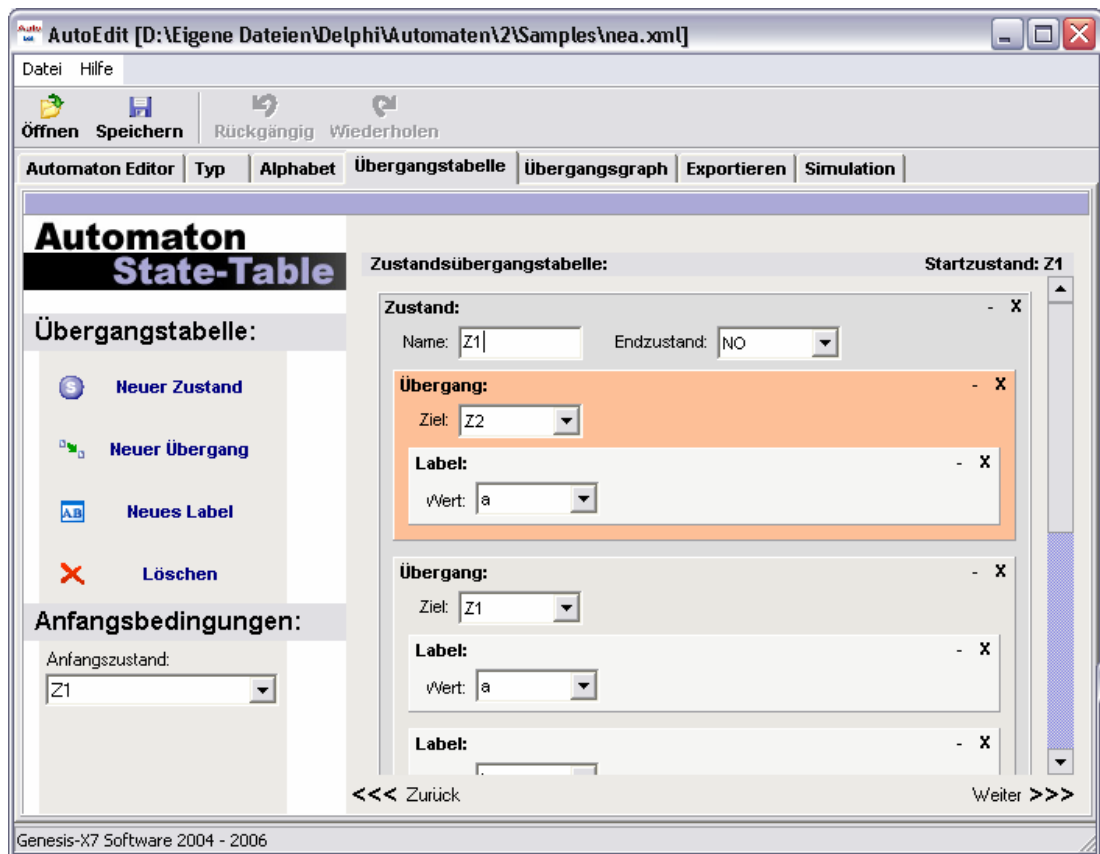 AutoEdit [D:\Eigene Dateien\Delphi\Automaten\2\Samples\nea.xml]
Datei Hilfe
Öffnen Speichern Rückgängig Wiederholen
Automaton Editor Typ Alphabet Übergangstabelle Übergangsgraph Exportieren Simulation
Automaton
State-Table
Übergangstabelle:
Neuer Zustand
Neuer Übergang
AB Neues Label
Löschen
Anfangsbedingungen:
Anfangszustand:
Z1
Zustandsübergangstabelle: Startzustand: Z1
Zustand: - X
Name: Z1 Endzustand: NO
Übergang: - X
Ziel: Z2
Label: - X
Wert: a
Übergang: - X
Ziel: Z1
Label: - X
Wert: a
Label: - X
<<< Zurück Weiter >>>
Genesis-X7 Software 2004 - 2006